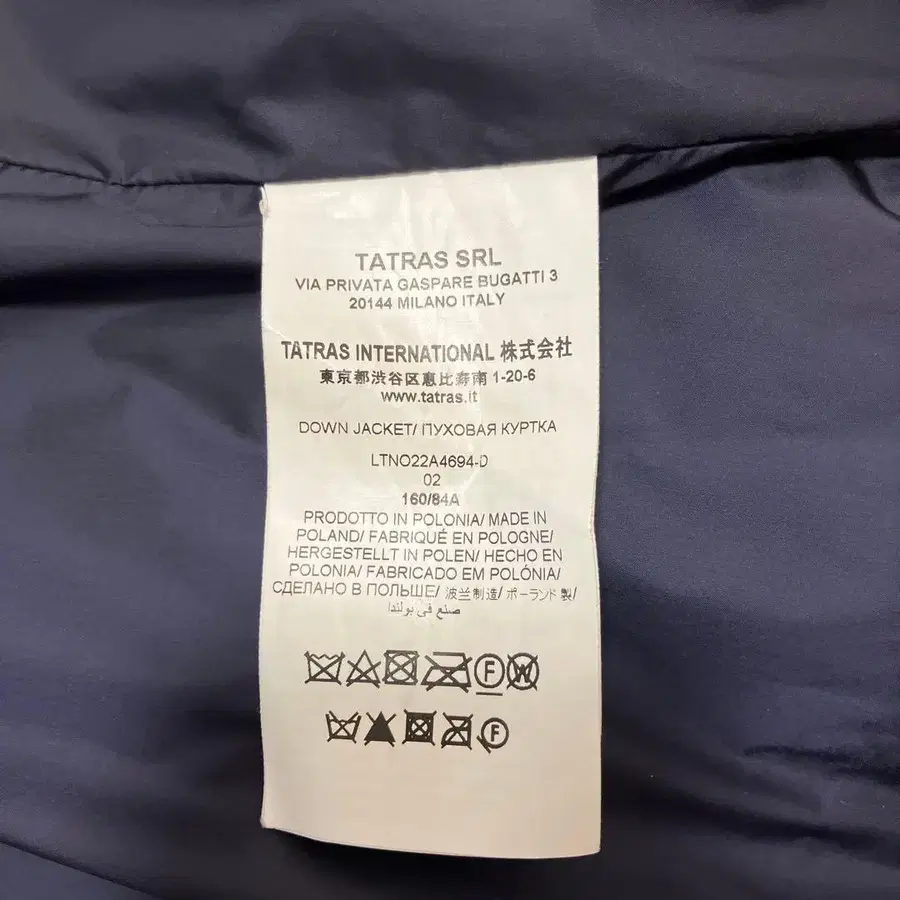 TATRAS SRL
VIA PRIVATA GASPARE BUGATTI 3
20144 MILANO ITALY
TATRAS INTERNATIONAL 株式会社
東京都渋谷区恵比寿南 1-20-6
www.tatras.it
DOWN JACKET/ ПУХОВАЯ КУРТКА
LTNO22A4694-D
02
160/84A
PRODOTTO IN POLONIA/ MADE IN
POLAND/ FABRIQUÉ EN POLOGNE/
HERGESTELLT IN POLEN/ HECHO EN
POLONIA/ FABRICADO EM POLÓNIA/
СДЕЛАНО В ПОЛЬШЕ/ 波兰制造/ ポーランド 製/
صنع في بولندا
F W
F